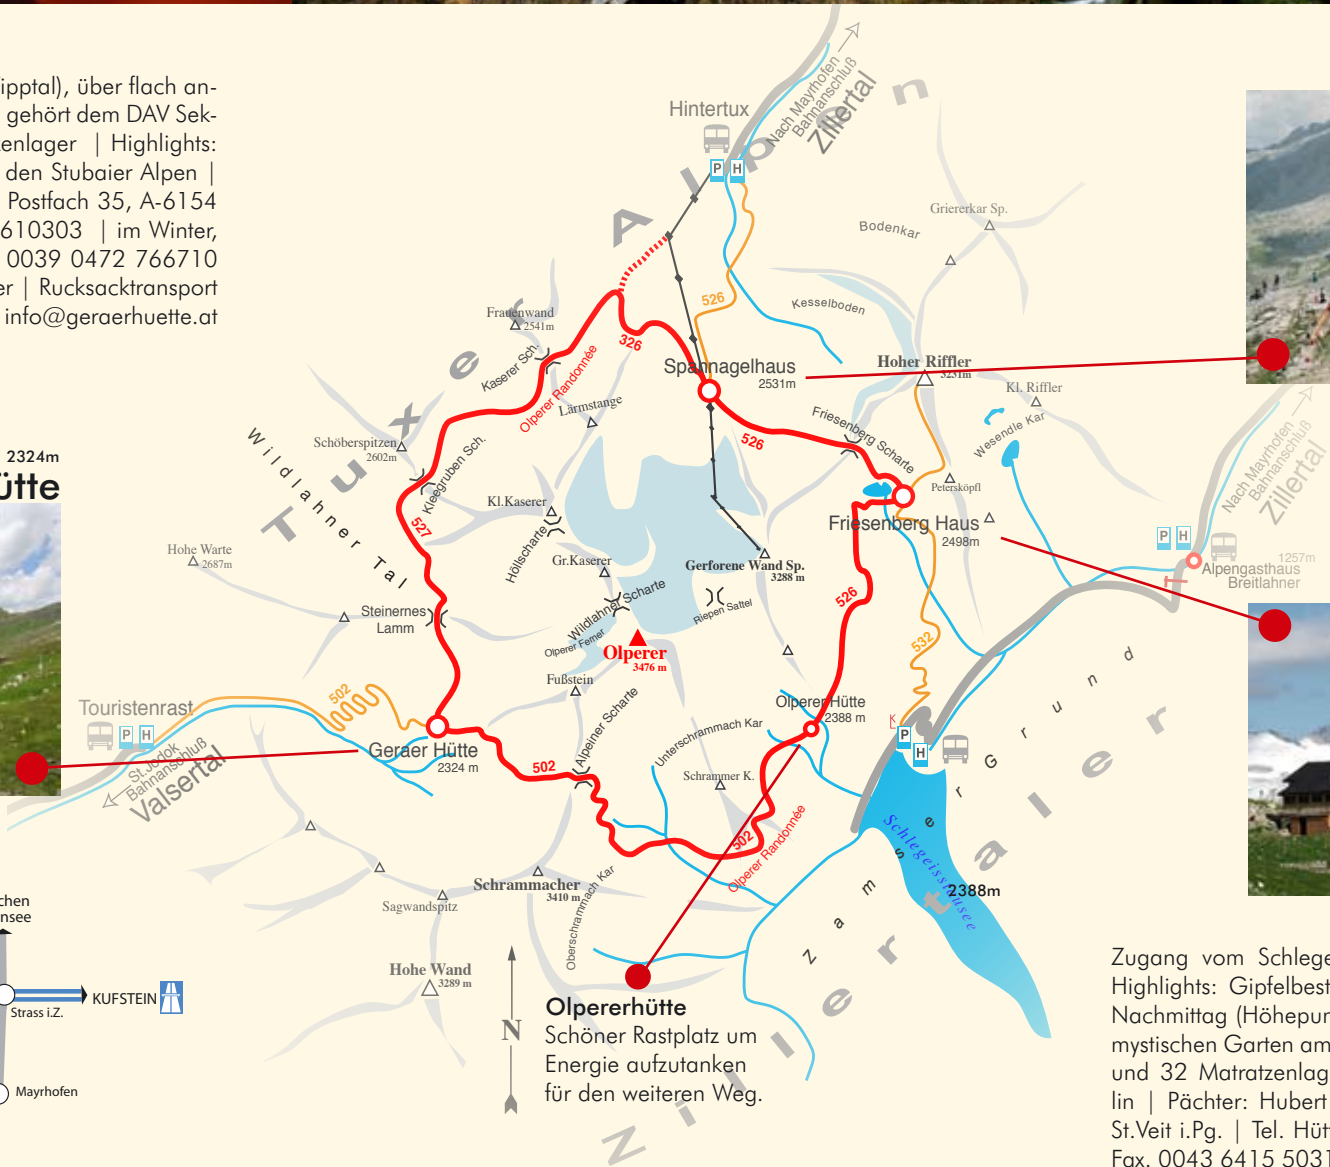 ipptal), über flach an-
gehört dem DAV Sek-
enlager | Highlights:
den Stubaier Alpen |
Postfach 35, A-6154
610303 | im Winter,
0039 0472 766710
er | Rucksacktransport
info@geraerhuette.at
2324m
ütte
Tuxer Alpen
Zillertaler
Hintertux
P H
Nach Mayrhofen
Bahnanschluß
Zillertal
Grierkar Sp.
Bodenkar
Kesselboden
526
Frauenwand
2541m
Kaserer Sch.
326
Olperer Randonnée
Spannagelhaus
2531m
Hoher Riffler
3231m
Kl. Riffler
Lärmstange
526
Friesenberg Scharte
Wesendle Kar
Nach Mayrhofen
Bahnanschluß
Zillertal
Schöberspitzen
2602m
Kleegruben Sch.
Wildlahner Tal
Kl.Kaserer
Höllscharte
Petersköpfl
527
Friesenberg Haus
2498m
Hohe Warte
2687m
Gr.Kaserer
Gerforene Wand Sp.
3288 m
P H
1257m
Alpengasthaus
Breitlahner
Steinernes
Lamm
Wildlahner Scharte
Riepen Sattel
526
Olperer Ferner
Olperer
3476 m
532
Fußstein
Touristenrast
P H
502
St.Jodok
Bahnanschluß
Valsertal
Geraer Hütte
2324 m
Alpeiner Scharte
Olperer Hütte
2388 m
Unterschrammach Kar
K
P
H
502
Schrammer K.
502
Olperer Randonnée
Schlegeisstausee
2388m
Zamser Grund
Schrammacher
3410 m
Sagwandspitz
Oberschrammach Kar
Hohe Wand
3289 m
N
chen
nsee
KUFSTEIN
Strass i.Z.
Mayrhofen
Olpererhütte
Schöner Rastplatz um
Energie aufzutanken
für den weiteren Weg.
Zugang vom Schlege
Highlights: Gipfelbest
Nachmittag (Höhepur
mystischen Garten am
und 32 Matratzenlag
lin | Pächter: Hubert
St.Veit i.Pg. | Tel. Hüt
Fax. 0043 6415 5031